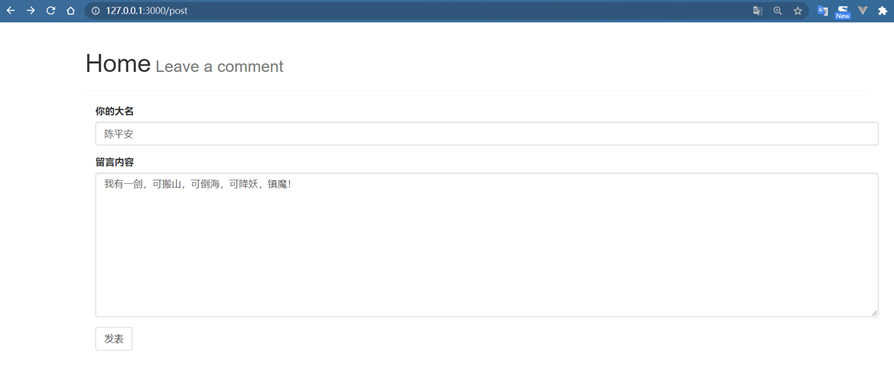 127.0.0.1:3000/post
New
Home Leave a comment
你的大名
陈平安
留言内容
我有一剑，可搬山，可倒海，可降妖，镇魔！
发表